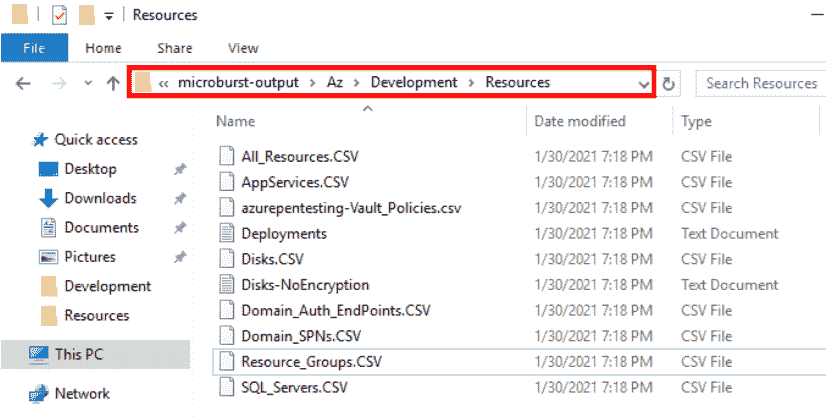 Resources
File Home Share View
« microburst-output > Az > Development > Resources Search Resources
Name Date modified Type
Quick access
Desktop
Downloads
Documents
Pictures
Development
Resources
This PC
Network
All_Resources.CSV 1/30/2021 7:18 PM CSV File
AppServices.CSV 1/30/2021 7:18 PM CSV File
azurepentesting-Vault_Policies.csv 1/30/2021 7:18 PM CSV File
Deployments 1/30/2021 7:18 PM Text Document
Disks.CSV 1/30/2021 7:18 PM CSV File
Disks-NoEncryption 1/30/2021 7:18 PM Text Document
Domain_Auth_EndPoints.CSV 1/30/2021 7:18 PM CSV File
Domain_SPNs.CSV 1/30/2021 7:18 PM CSV File
Resource_Groups.CSV 1/30/2021 7:18 PM CSV File
SQL_Servers.CSV 1/30/2021 7:18 PM CSV File